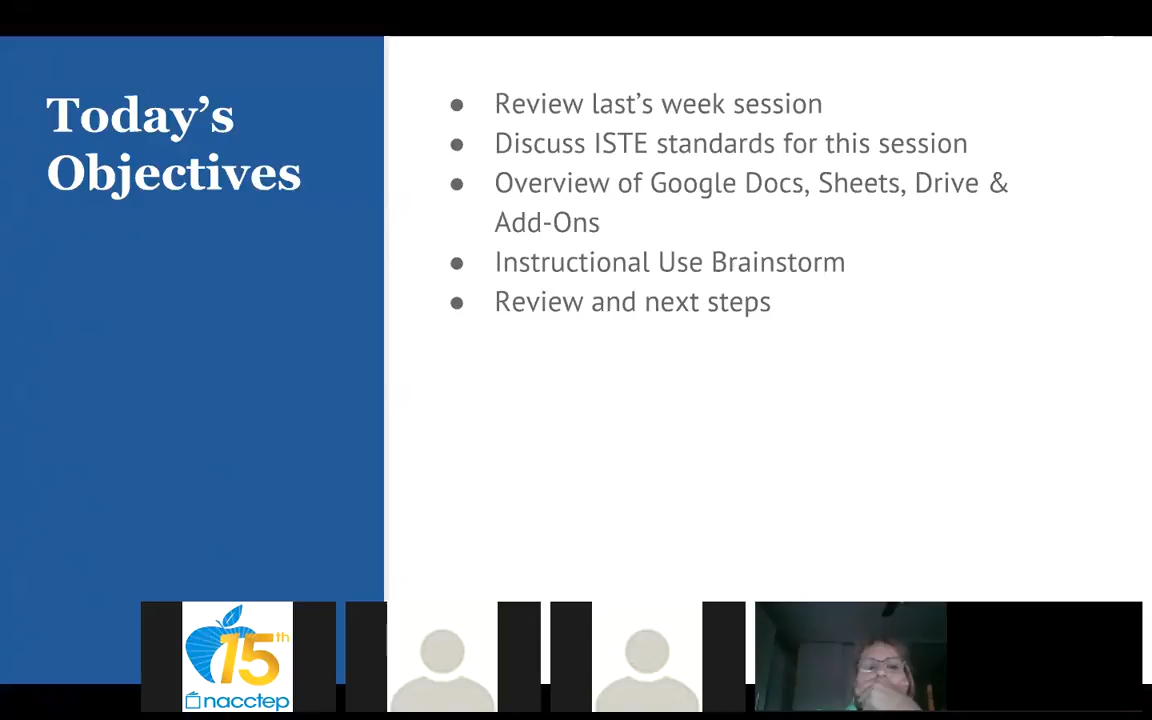 Today’s
Objectives
● Review last’s week session
● Discuss ISTE standards for this session
● Overview of Google Docs, Sheets, Drive &
Add-Ons
● Instructional Use Brainstorm
● Review and next steps
15th
nacctep